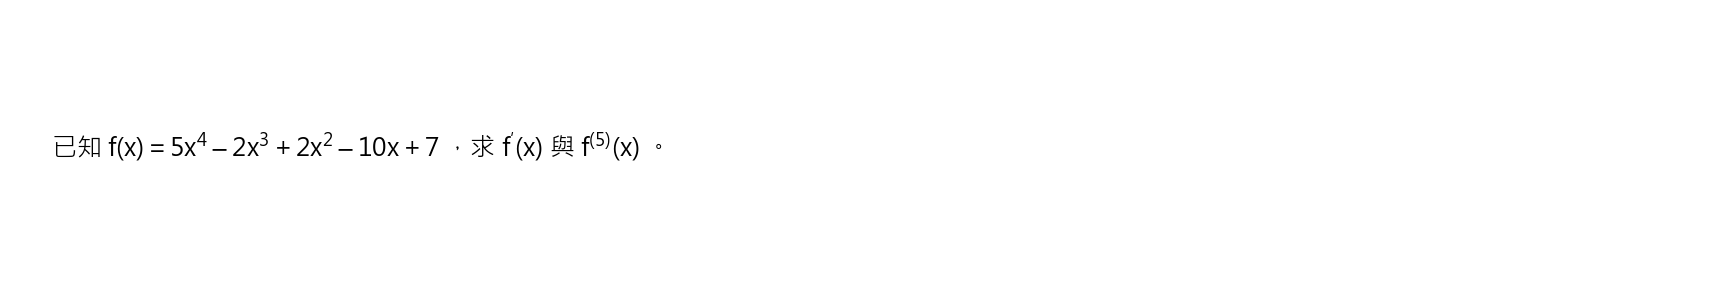 已知 f(x) = 5x⁴ – 2x³ + 2x² – 10x + 7 ，求 f′(x) 與 f⁽⁵⁾(x) 。